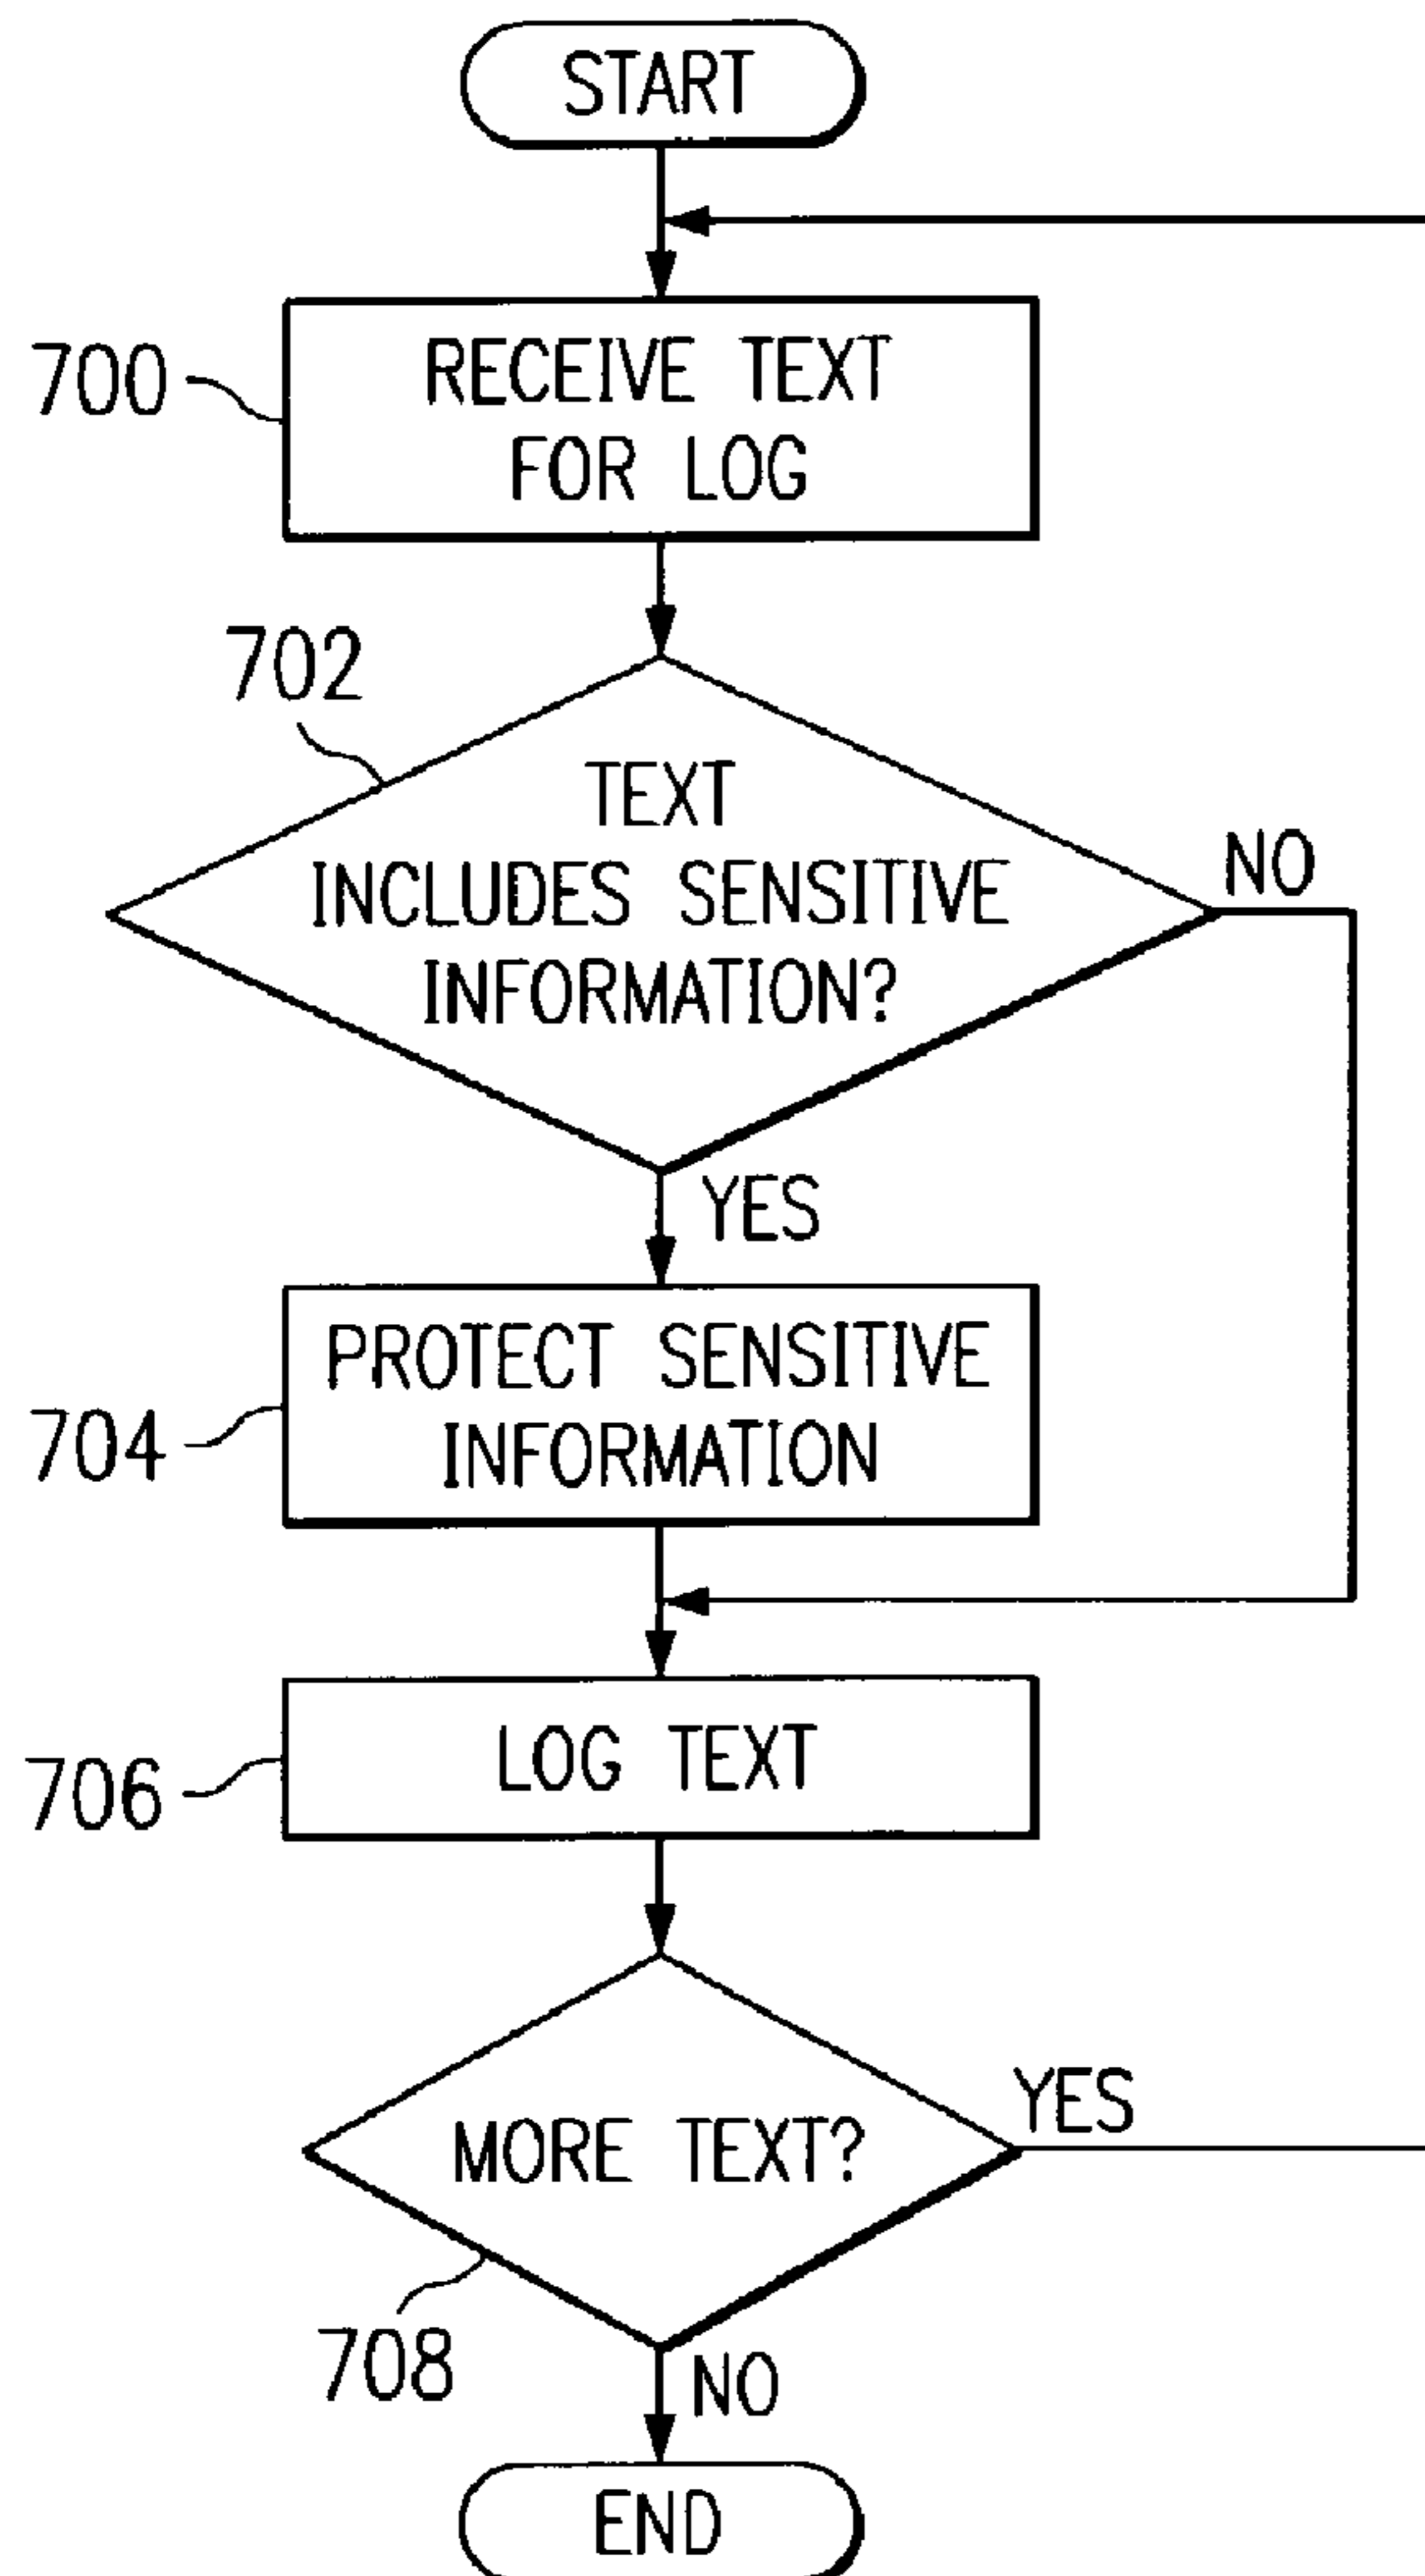 START
700
RECEIVE TEXT
FOR LOG
702
TEXT
INCLUDES SENSITIVE
INFORMATION?
NO
YES
704
PROTECT SENSITIVE
INFORMATION
706
LOG TEXT
MORE TEXT?
YES
708
NO
END